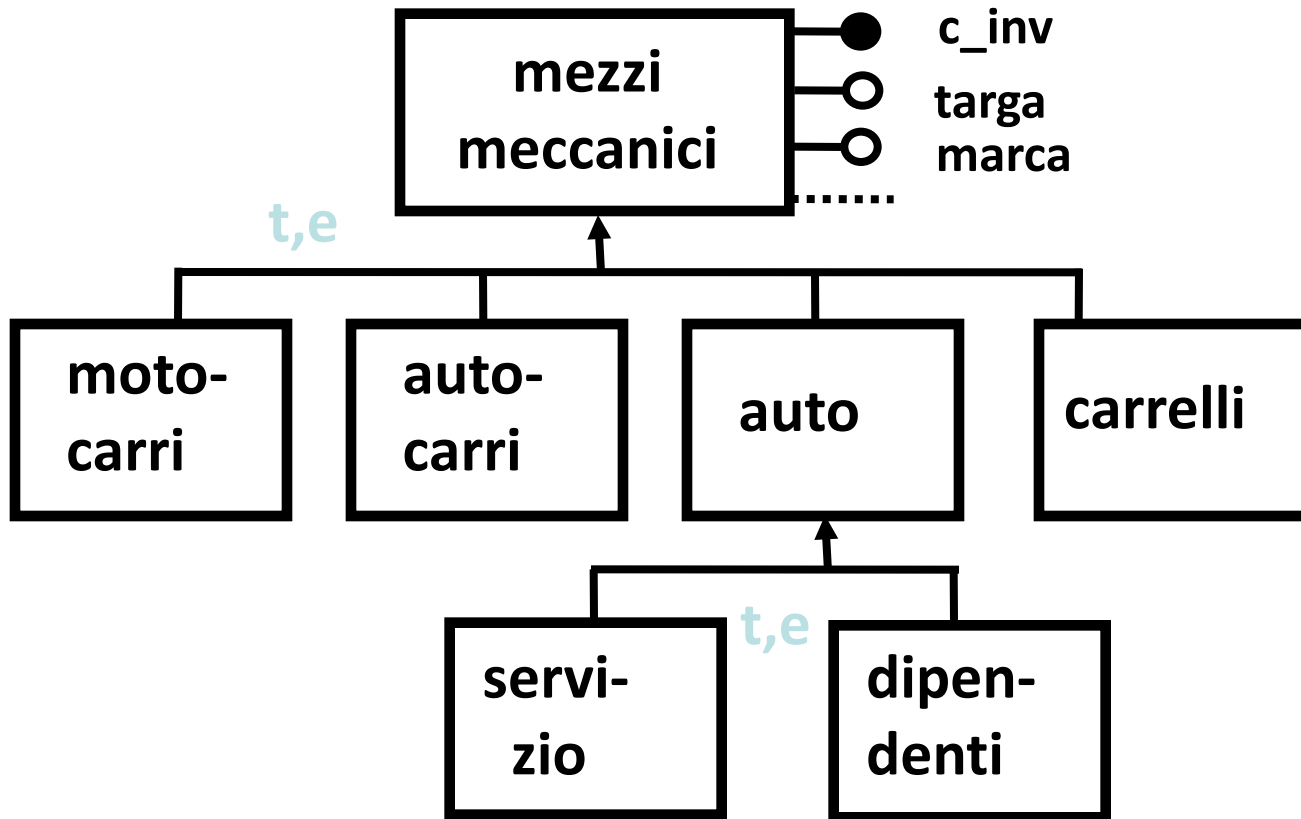 mezzi
meccanici
c_inv
targa
marca
t,e
moto-
carri
auto-
carri
auto
carrelli
t,e
servi-
zio
dipen-
denti